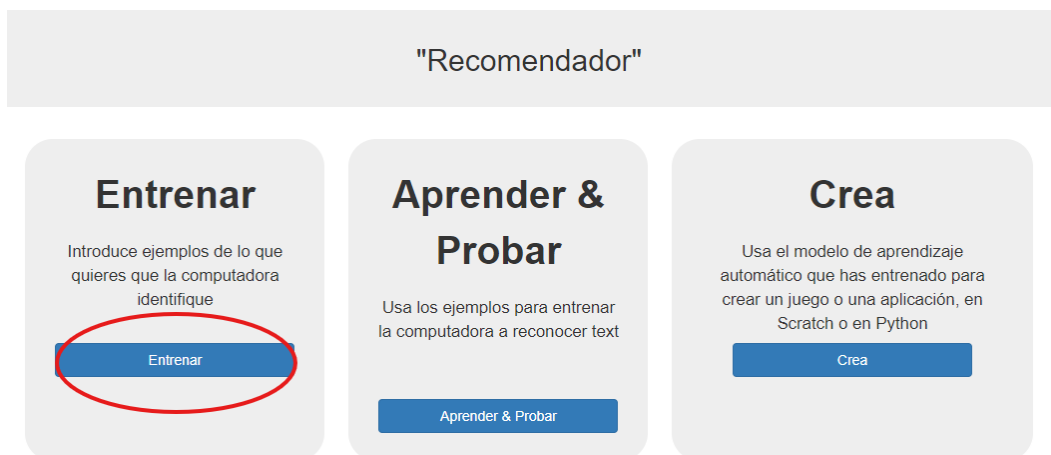 "Recomendador"
Entrenar
Introduce ejemplos de lo que
quieres que la computadora
identifique
Entrenar
Aprender &
Probar
Usa los ejemplos para entrenar
la computadora a reconocer text
Aprender & Probar
Crea
Usa el modelo de aprendizaje
automático que has entrenado para
crear un juego o una aplicación, en
Scratch o en Python
Crea